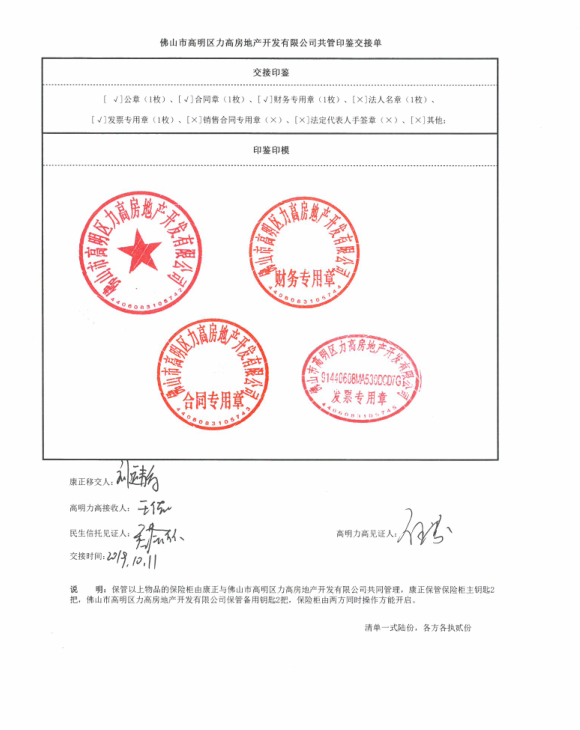 佛山市高明区力高房地产开发有限公司共管印鉴交接单
交接印鉴
[ √]公章（1枚）、[√]合同章（1枚）、[√]财务专用章（1枚）、[×]法人名章（1枚）、
[√]发票专用章（1枚）、[×]销售合同专用章（×）、[×]法定代表人手签章（×）、[×]其他:
印鉴印模
佛山市高明区力高房地产开发有限公司
佛山市高明区力高房地产开发有限公司
财务专用章
佛山市高明区力高房地产开发有限公司
合同专用章
4406083105743
佛山市高明区力高房地产开发有限公司
发票专用章
康正移交人:
高明力高接收人:
民生信托见证人:
高明力高见证人:
交接时间: 2019.10.11
说 明: 保管以上物品的保险柜由康正与佛山市高明区力高房地产开发有限公司共同管理, 康正保管保险柜主钥匙2
把, 佛山市高明区力高房地产开发有限公司保管备用钥匙2把, 保险柜由两方同时操作方能开启。
清单一式陆份, 各方各执贰份